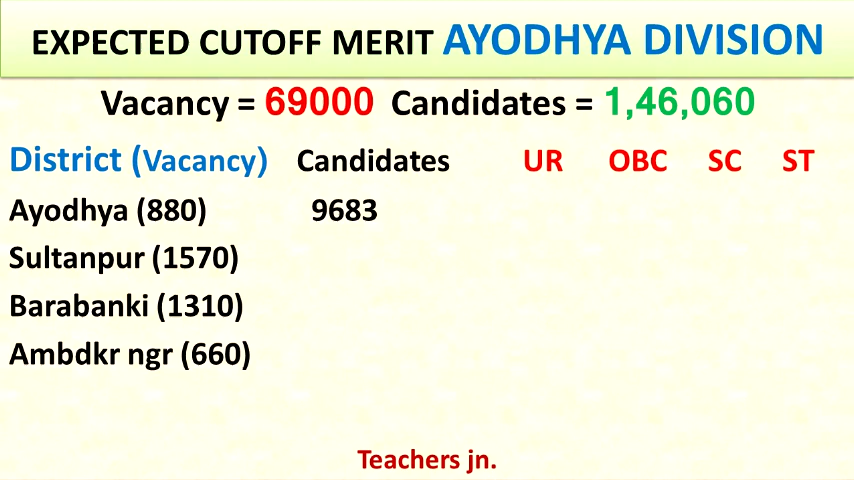 EXPECTED CUTOFF MERIT AYODHYA DIVISION
Vacancy = 69000 Candidates = 1,46,060
District (Vacancy) Candidates UR OBC SC ST
Ayodhya (880) 9683
Sultanpur (1570)
Barabanki (1310)
Ambdkr ngr (660)
Teachers jn.